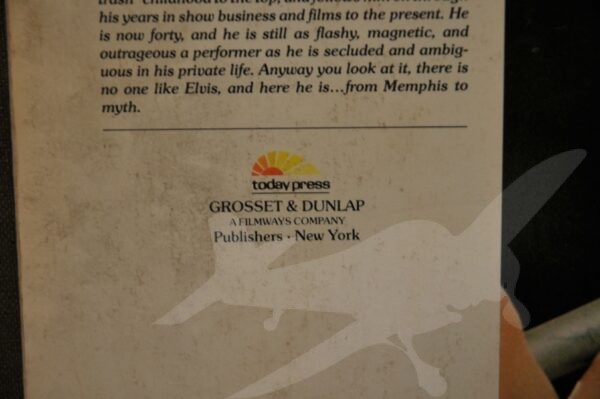 his years in show business and films to the present. He
is now forty, and he is still as flashy, magnetic, and
outrageous a performer as he is secluded and ambig-
uous in his private life. Anyway you look at it, there is
no one like Elvis, and here he is...from Memphis to
myth.
today press
GROSSET & DUNLAP
A FILMWAYS COMPANY
Publishers · New York